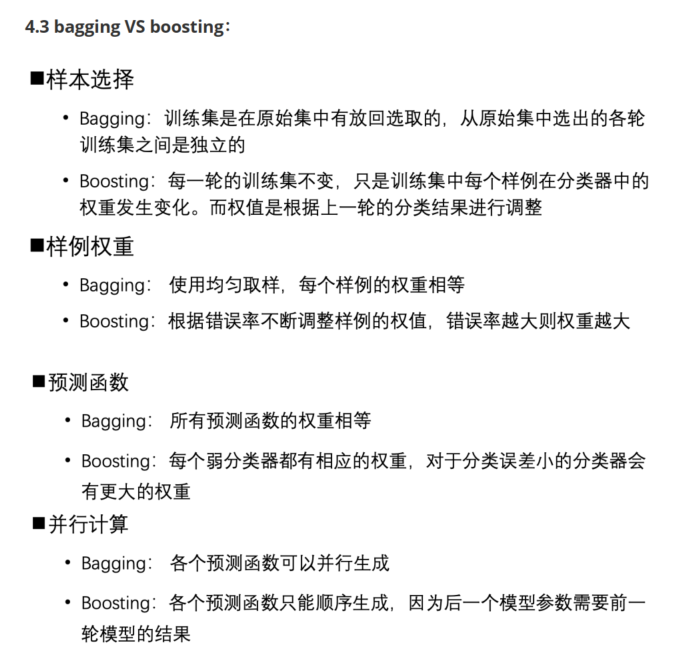 4.3 bagging VS boosting：
■样本选择
• Bagging：训练集是在原始集中有放回选取的，从原始集中选出的各轮
训练集之间是独立的
• Boosting：每一轮的训练集不变，只是训练集中每个样例在分类器中的
权重发生变化。而权值是根据上一轮的分类结果进行调整
■样例权重
• Bagging： 使用均匀取样，每个样例的权重相等
• Boosting：根据错误率不断调整样例的权值，错误率越大则权重越大
■预测函数
• Bagging： 所有预测函数的权重相等
• Boosting：每个弱分类器都有相应的权重，对于分类误差小的分类器会
有更大的权重
■并行计算
• Bagging： 各个预测函数可以并行生成
• Boosting：各个预测函数只能顺序生成，因为后一个模型参数需要前一
轮模型的结果